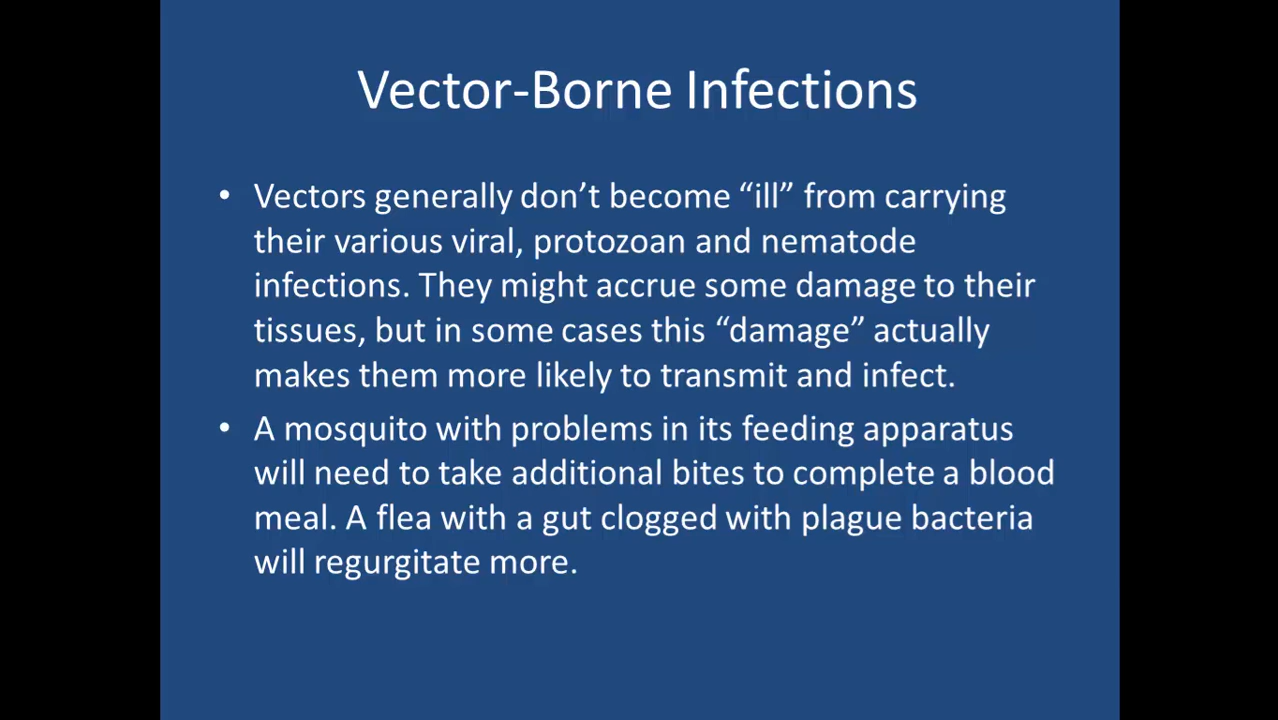 Vector-Borne Infections
• Vectors generally don’t become “ill” from carrying
their various viral, protozoan and nematode
infections. They might accrue some damage to their
tissues, but in some cases this “damage” actually
makes them more likely to transmit and infect.
• A mosquito with problems in its feeding apparatus
will need to take additional bites to complete a blood
meal. A flea with a gut clogged with plague bacteria
will regurgitate more.